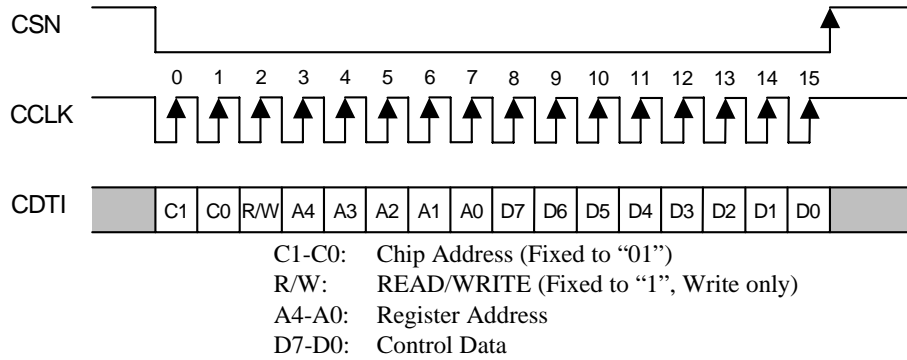 CSN
0 1 2 3 4 5 6 7 8 9 10 11 12 13 14 15
CCLK
CDTI C1 C0 R/W A4 A3 A2 A1 A0 D7 D6 D5 D4 D3 D2 D1 D0
C1-C0: Chip Address (Fixed to “01”)
R/W: READ/WRITE (Fixed to “1”, Write only)
A4-A0: Register Address
D7-D0: Control Data